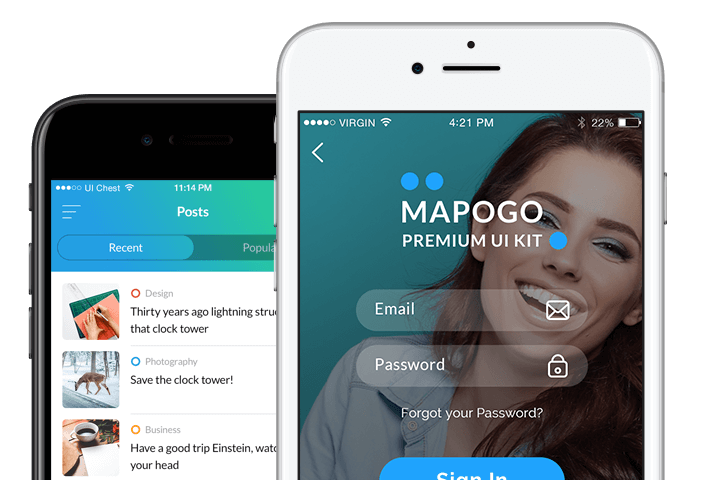 UI Chest
11:14 PM
Posts
Recent
Popula
Design
Thirty years ago lightning struc
that clock tower
Photography
Save the clock tower!
Business
Have a good trip Einstein, watc
your head
VIRGIN
4:21 PM
22%
MAPOGO
PREMIUM UI KIT
Email
Password
Forgot your Password?
Sign In